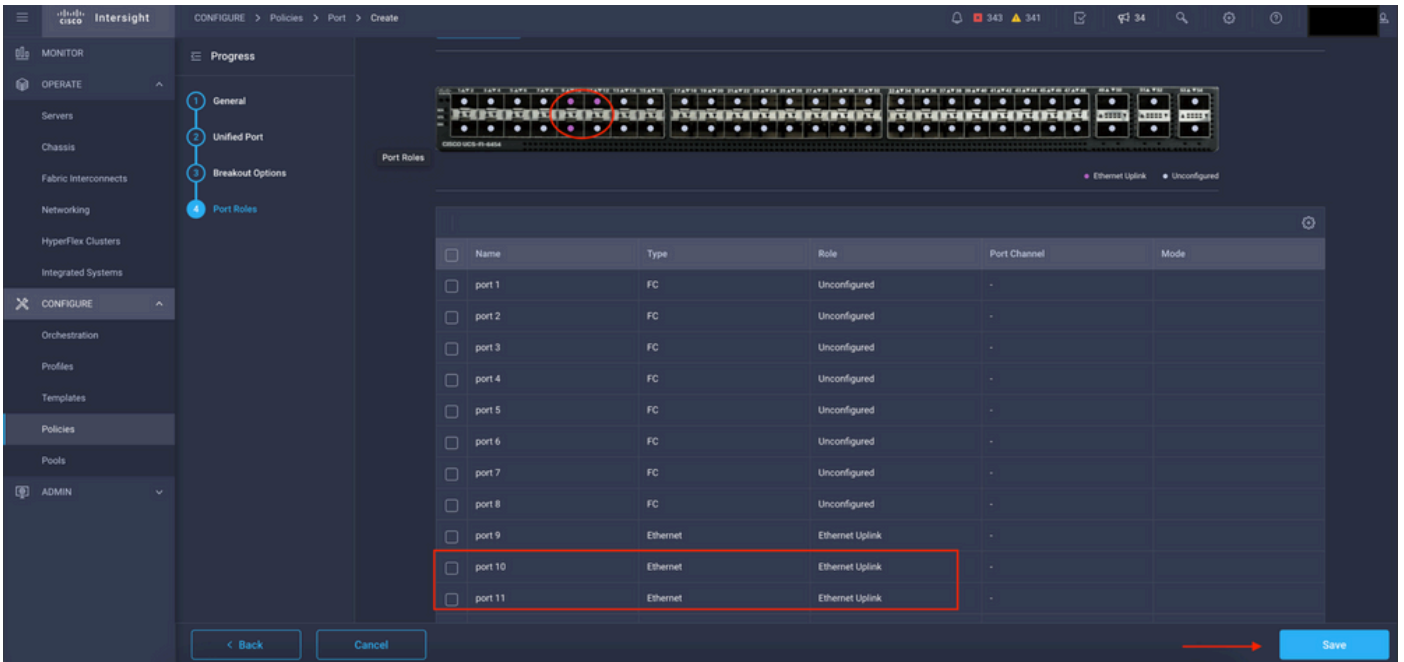 cisco Intersight
CONFIGURE > Policies > Port > Create
343 341
34
MONITOR
OPERATE
Servers
Chassis
Fabric Interconnects
Networking
HyperFlex Clusters
Integrated Systems
CONFIGURE
Orchestration
Profiles
Templates
Policies
Pools
ADMIN
Progress
1 General
2 Unified Port
3 Breakout Options
4 Port Roles
Port Roles
CISCO UCS-FI-6454
Ethernet Uplink Unconfigured
Name Type Role Port Channel Mode
port 1 FC Unconfigured -
port 2 FC Unconfigured -
port 3 FC Unconfigured -
port 4 FC Unconfigured -
port 5 FC Unconfigured -
port 6 FC Unconfigured -
port 7 FC Unconfigured -
port 8 FC Unconfigured -
port 9 Ethernet Ethernet Uplink -
port 10 Ethernet Ethernet Uplink -
port 11 Ethernet Ethernet Uplink -
< Back Cancel Save